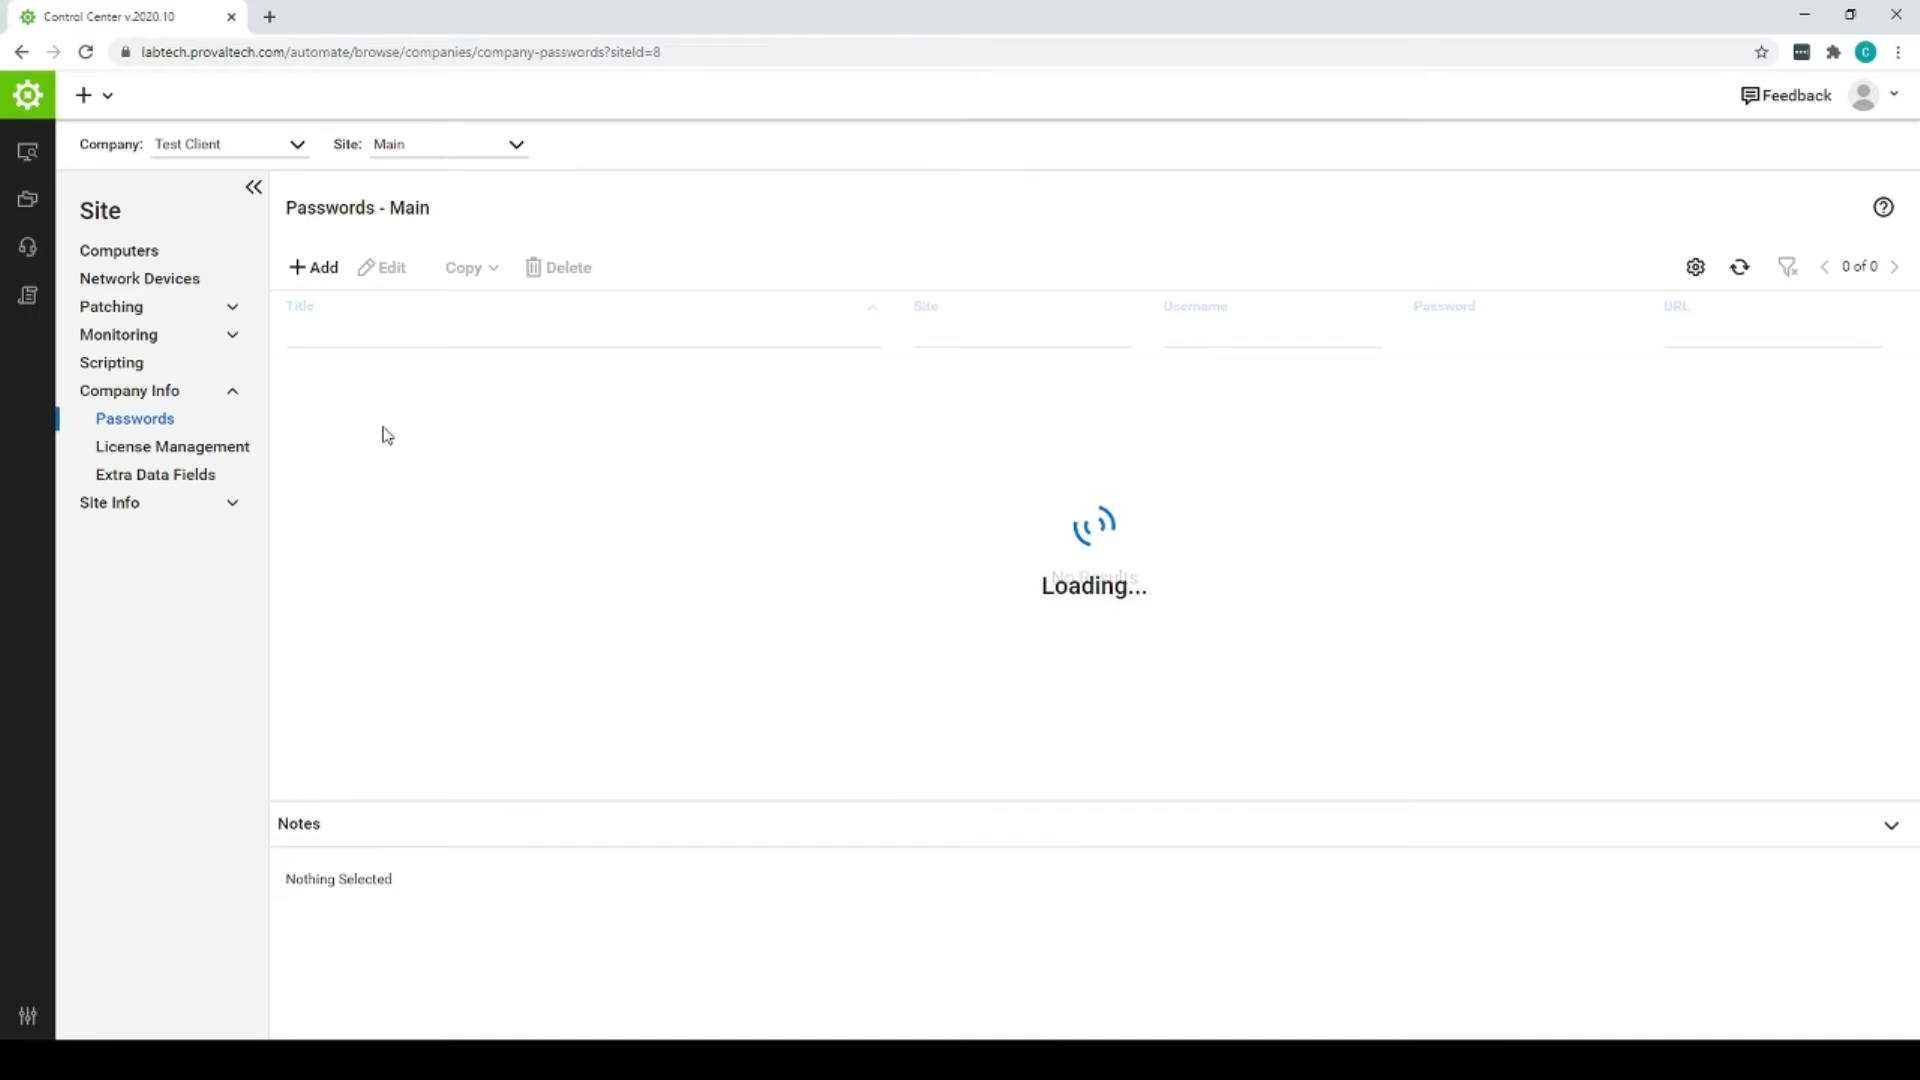 Control Center v.2020.10
labtech.provaltech.com/automate/browse/companies/company-passwords?siteId=8
C
Feedback
Company: Test Client Site: Main
Site
Computers
Network Devices
Patching
Monitoring
Scripting
Company Info
Passwords
License Management
Extra Data Fields
Site Info
Passwords - Main
Add Edit Copy Delete 0 of 0
Title Site Username Password URL
No Results
Loading...
Notes
Nothing Selected